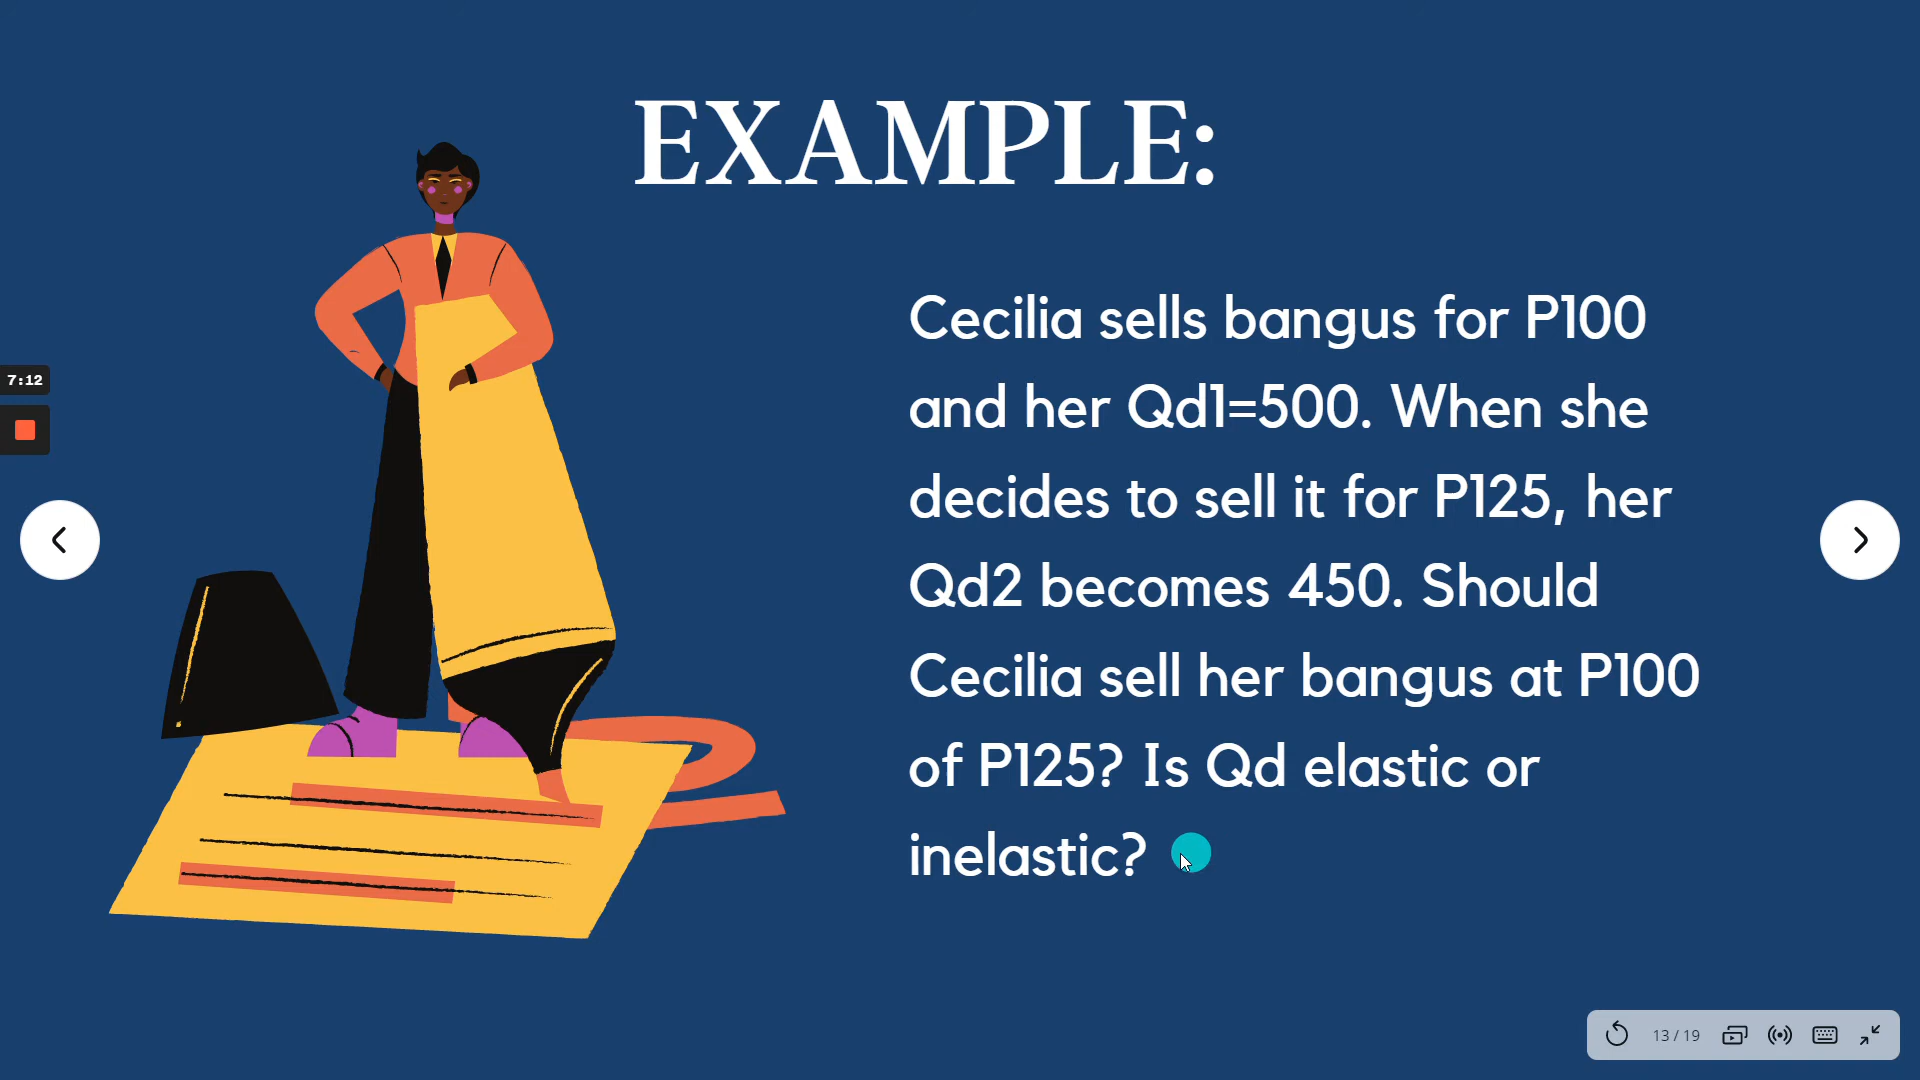 EXAMPLE:
Cecilia sells bangus for P100
and her Qd1=500. When she
decides to sell it for P125, her
Qd2 becomes 450. Should
Cecilia sell her bangus at P100
of P125? Is Qd elastic or
inelastic?
7:12
13 / 19